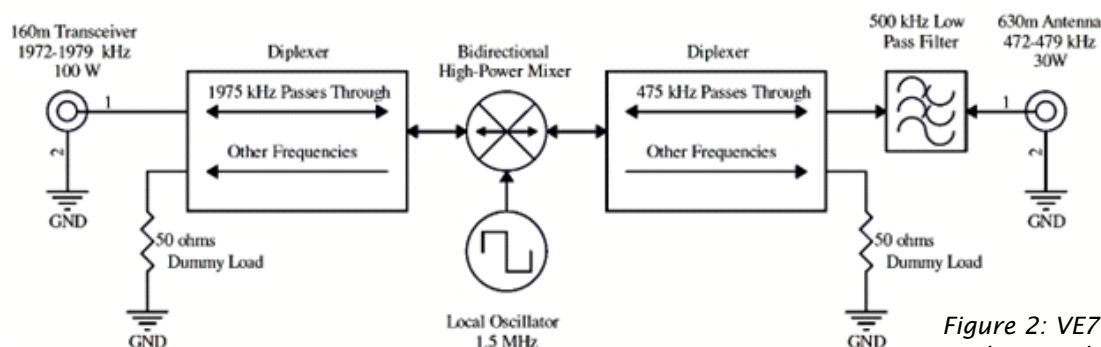 160m Transceiver
1972-1979 kHz
100 W
1
2
GND
50 ohms
Dummy Load
GND
Diplexer
1975 kHz Passes Through
Other Frequencies
Bidirectional
High-Power Mixer
Local Oscillator
1.5 MHz
Diplexer
475 kHz Passes Through
Other Frequencies
500 kHz Low
Pass Filter
630m Antenna
472-479 kHz
30W
1
2
GND
50 ohms
Dummy Load
GND
Figure 2: VE7